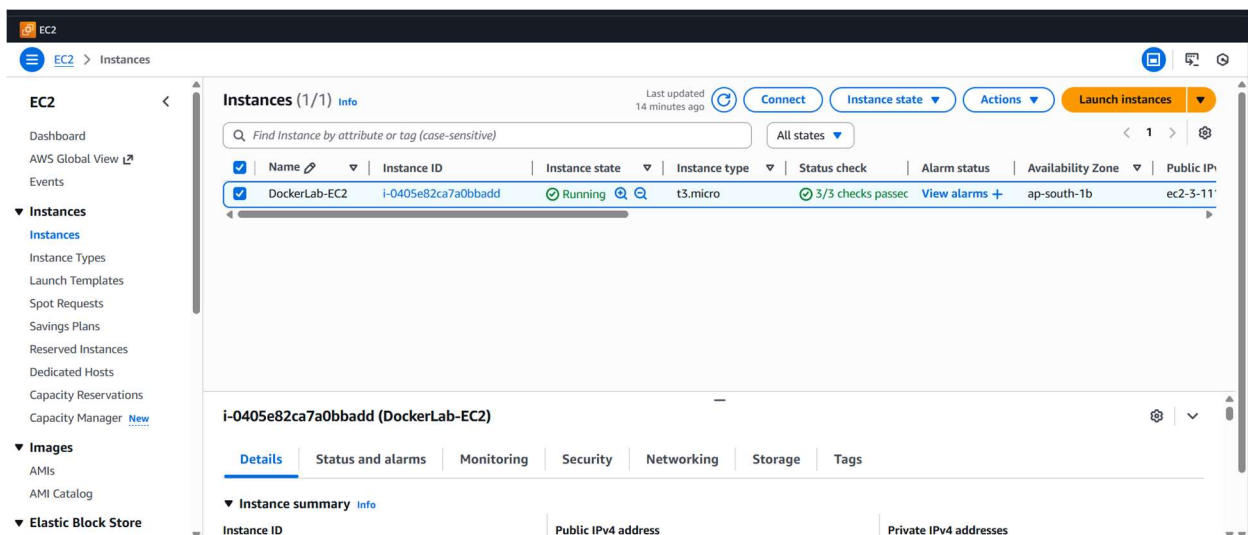 EC2
EC2 > Instances
EC2
Dashboard
AWS Global View
Events
Instances
Instances
Instance Types
Launch Templates
Spot Requests
Savings Plans
Reserved Instances
Dedicated Hosts
Capacity Reservations
Capacity Manager New
Images
AMIs
AMI Catalog
Elastic Block Store
Instances (1/1) Info
Last updated
14 minutes ago
Connect
Instance state
Actions
Launch instances
Find Instance by attribute or tag (case-sensitive)
All states
1
Name Instance ID Instance state Instance type Status check Alarm status Availability Zone Public IPv
DockerLab-EC2 i-0405e82ca7a0bbadd Running t3.micro 3/3 checks passec View alarms + ap-south-1b ec2-3-11
i-0405e82ca7a0bbadd (DockerLab-EC2)
Details Status and alarms Monitoring Security Networking Storage Tags
Instance summary Info
Instance ID Public IPv4 address Private IPv4 addresses